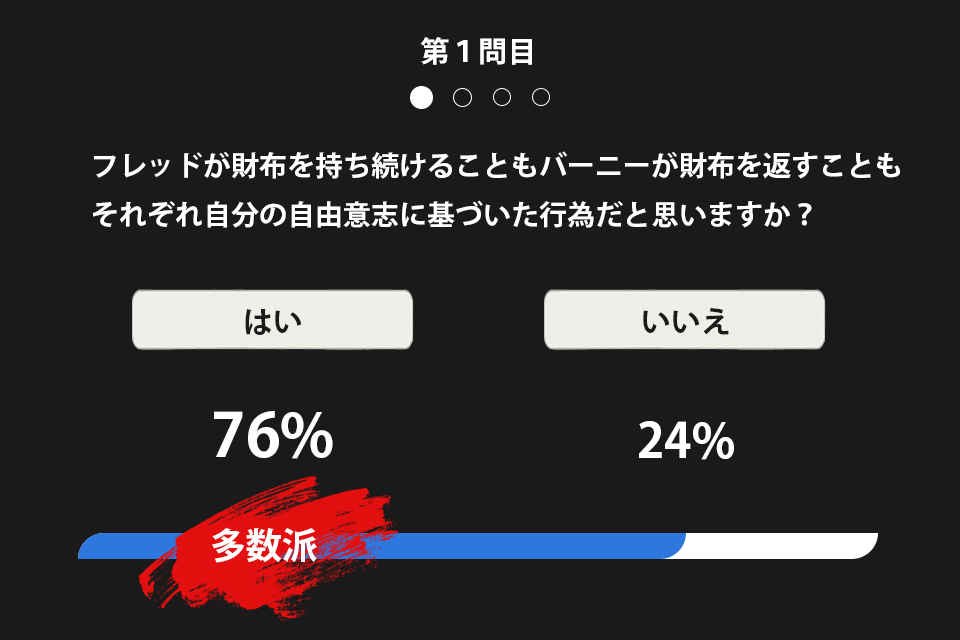 第１問目
フレッドが財布を持ち続けることもバーニーが財布を返すことも
それぞれ自分の自由意志に基づいた行為だと思いますか？
はい
いいえ
76%
24%
多数派